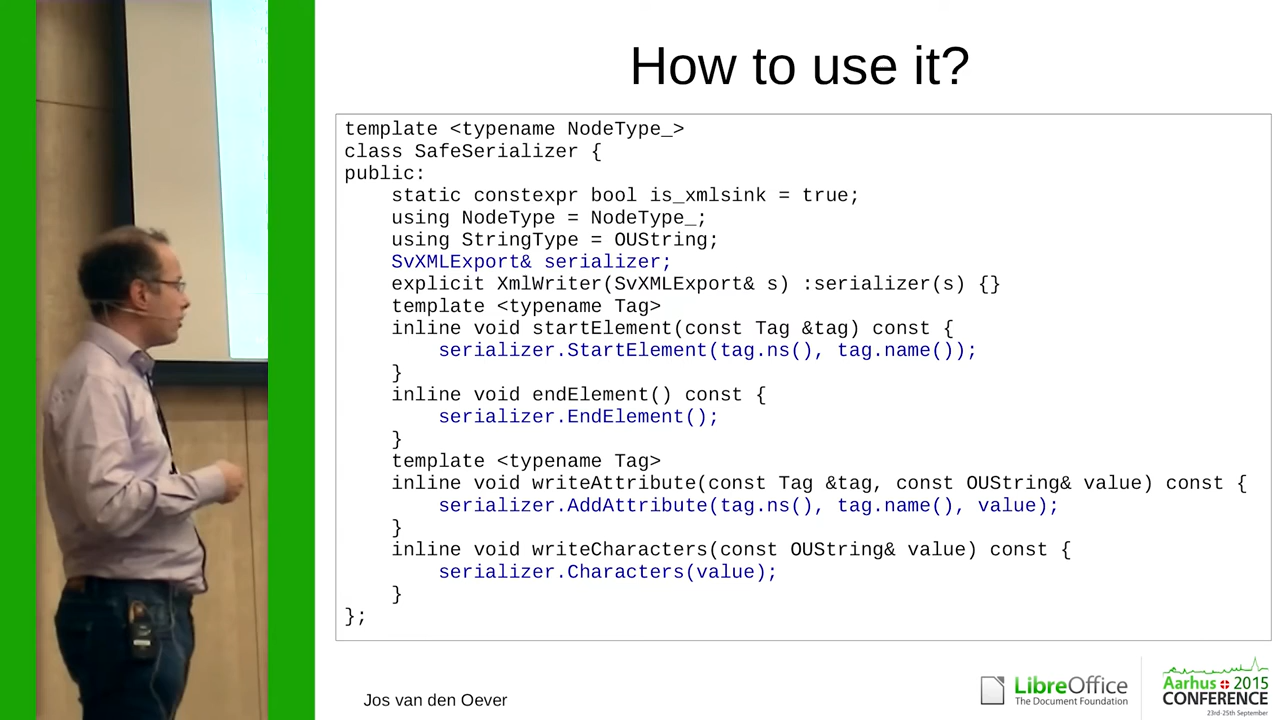 How to use it?
template <typename NodeType_>
class SafeSerializer {
public:
    static constexpr bool is_xmlsink = true;
    using NodeType = NodeType_;
    using StringType = OUString;
    SvXMLExport& serializer;
    explicit XmlWriter(SvXMLExport& s) :serializer(s) {}
    template <typename Tag>
    inline void startElement(const Tag &tag) const {
        serializer.StartElement(tag.ns(), tag.name());
    }
    inline void endElement() const {
        serializer.EndElement();
    }
    template <typename Tag>
    inline void writeAttribute(const Tag &tag, const OUString& value) const {
        serializer.AddAttribute(tag.ns(), tag.name(), value);
    }
    inline void writeCharacters(const OUString& value) const {
        serializer.Characters(value);
    }
};
Jos van den Oever
LibreOffice
The Document Foundation
Aarhus 2015
CONFERENCE
23rd-25th September